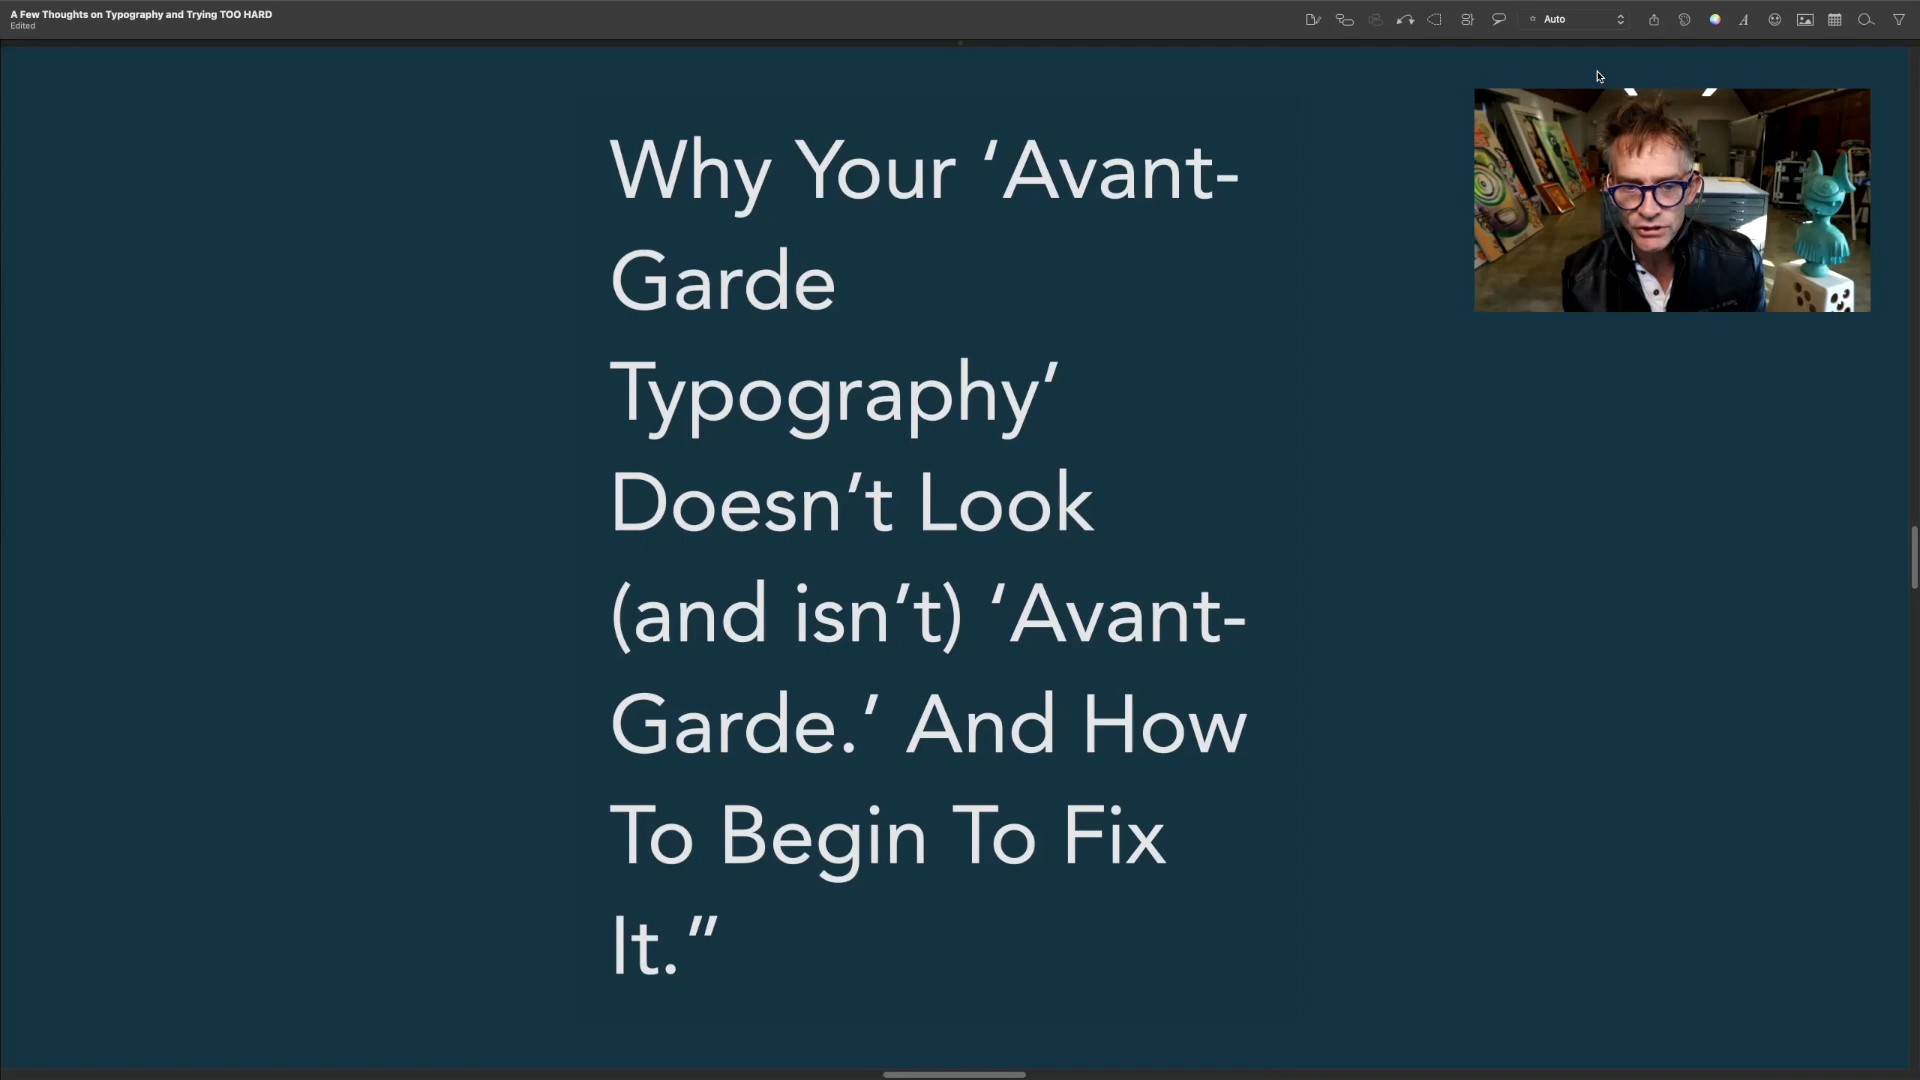 A Few Thoughts on Typography and Trying TOO HARD
Edited
Auto
Why Your ‘Avant-
Garde
Typography’
Doesn’t Look
(and isn’t) ‘Avant-
Garde.’ And How
To Begin To Fix
It.”